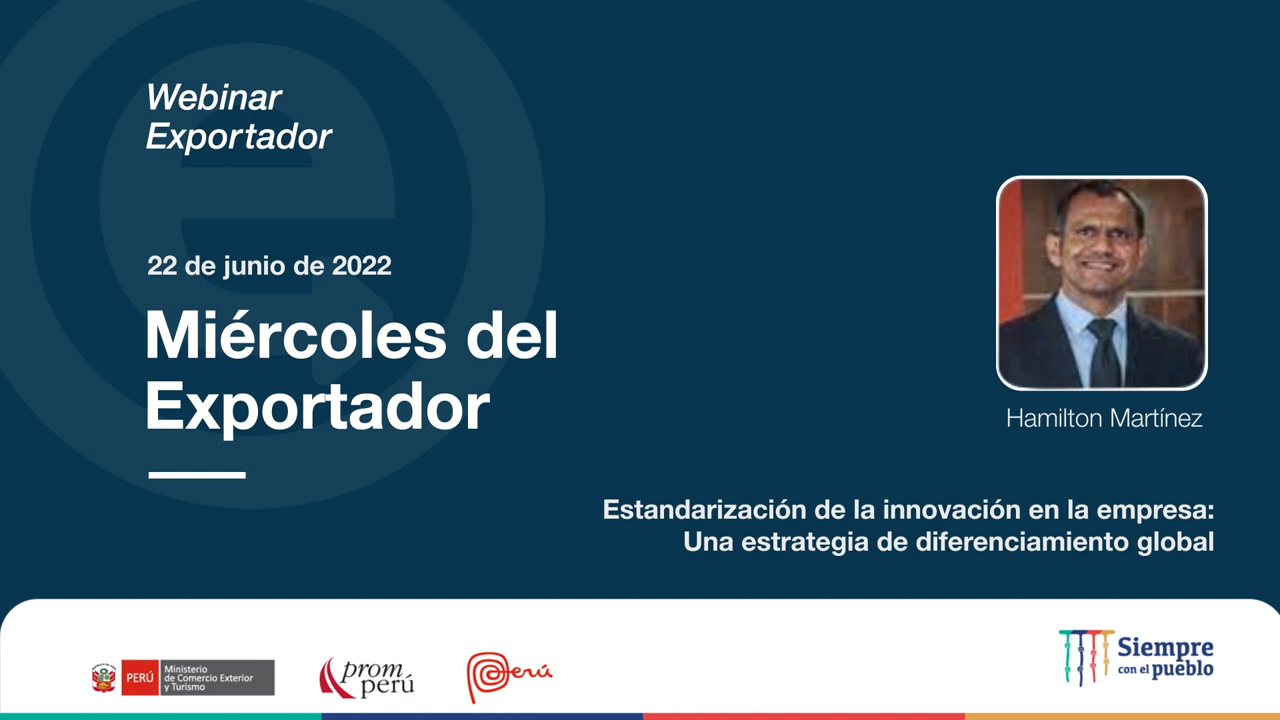 Webinar
Exportador
22 de junio de 2022
Miércoles del
Exportador
Hamilton Martínez
Estandarización de la innovación en la empresa:
Una estrategia de diferenciamiento global
PERÚ
Ministerio
de Comercio Exterior
y Turismo
prom
perú
Perú
Siempre
con el pueblo